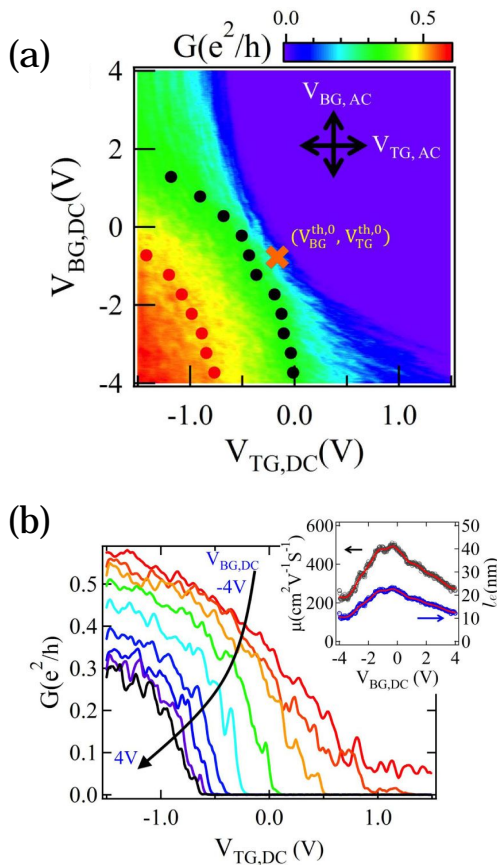 (a)
G(e²/h)
0.0
0.5
V_BG,AC
V_TG,AC
(V_BG^th,0, V_TG^th,0)
V_BG,DC(V)
4
2
0
-2
-4
-1.0
0.0
1.0
V_TG,DC(V)
(b)
G(e²/h)
0.5
0.4
0.3
0.2
0.1
0.0
V_BG,DC
-4V
4V
-1.0
0.0
1.0
V_TG,DC(V)
μ(cm²V⁻¹S⁻¹)
600
400
200
0
50
40
30
20
10
0
l_e(nm)
-4
-2
0
2
4
V_BG,DC (V)